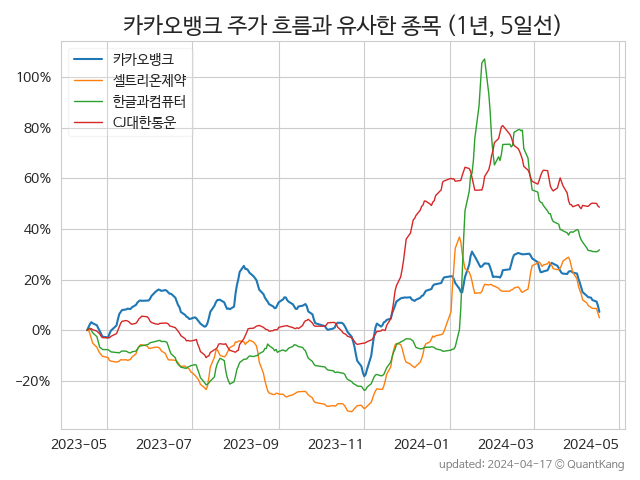 카카오뱅크 주가 흐름과 유사한 종목 (1년, 5일선)
카카오뱅크
셀트리온제약
한글과컴퓨터
CJ대한통운
100%
80%
60%
40%
20%
0%
−20%
2023-05 2023-07 2023-09 2023-11 2024-01 2024-03 2024-05
updated: 2024-04-17 © QuantKang